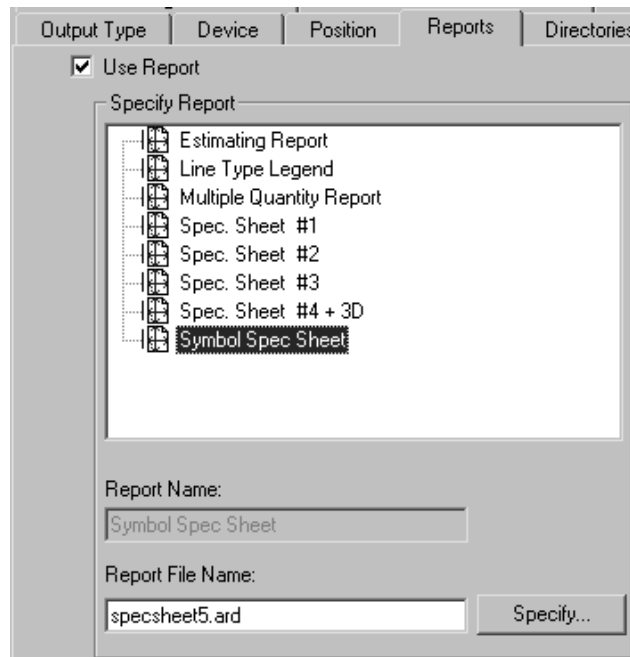 Output Type Device Position Reports Directories
Use Report
Specify Report
Estimating Report
Line Type Legend
Multiple Quantity Report
Spec. Sheet #1
Spec. Sheet #2
Spec. Sheet #3
Spec. Sheet #4 + 3D
Symbol Spec Sheet
Report Name:
Symbol Spec Sheet
Report File Name:
specsheet5.ard Specify...